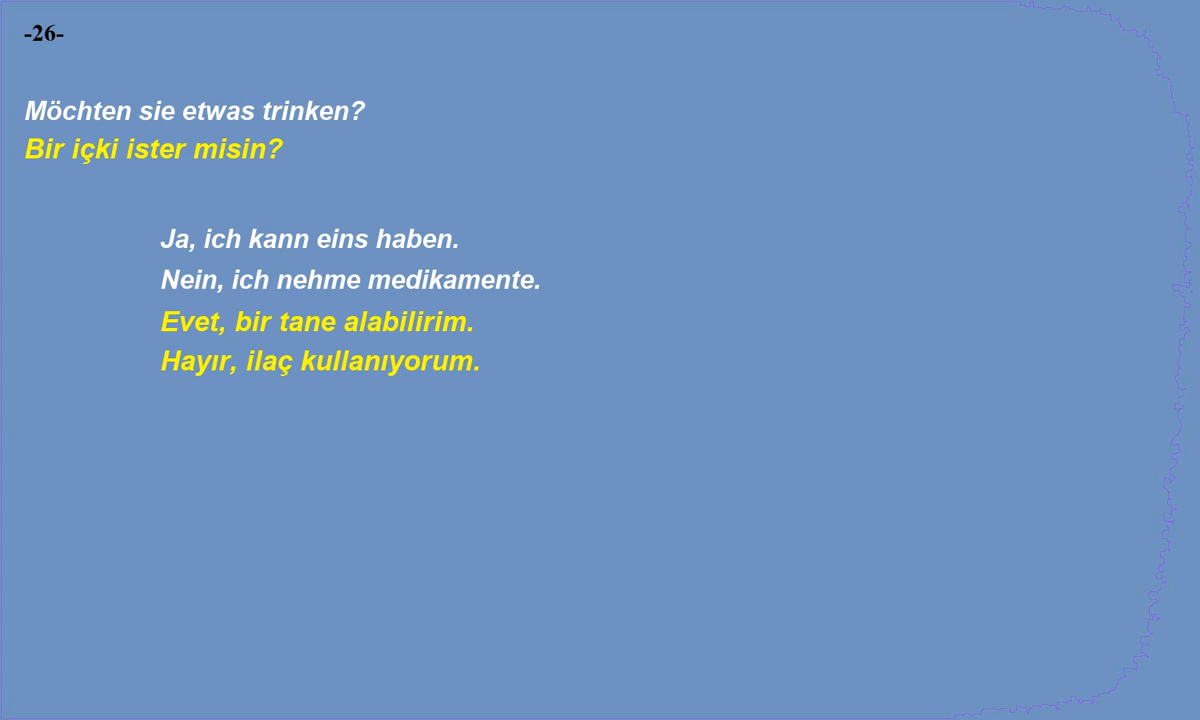 -26-
Möchten sie etwas trinken?
Bir içki ister misin?
Ja, ich kann eins haben.
Nein, ich nehme medikamente.
Evet, bir tane alabilirim.
Hayır, ilaç kullanıyorum.